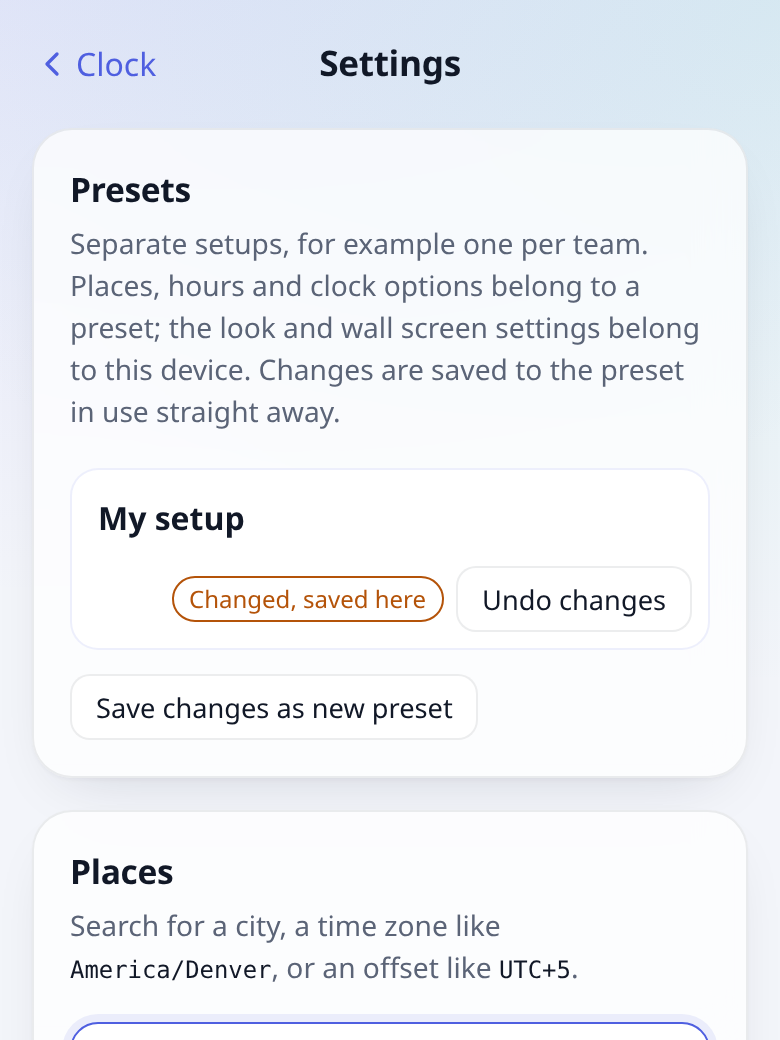 Clock
Settings
Presets
Separate setups, for example one per team.
Places, hours and clock options belong to a
preset; the look and wall screen settings belong
to this device. Changes are saved to the preset
in use straight away.
My setup
Changed, saved here
Undo changes
Save changes as new preset
Places
Search for a city, a time zone like
America/Denver, or an offset like UTC+5.